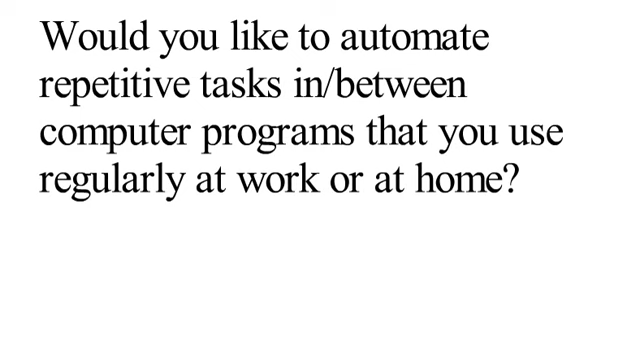 Would you like to automate
repetitive tasks in/between
computer programs that you use
regularly at work or at home?